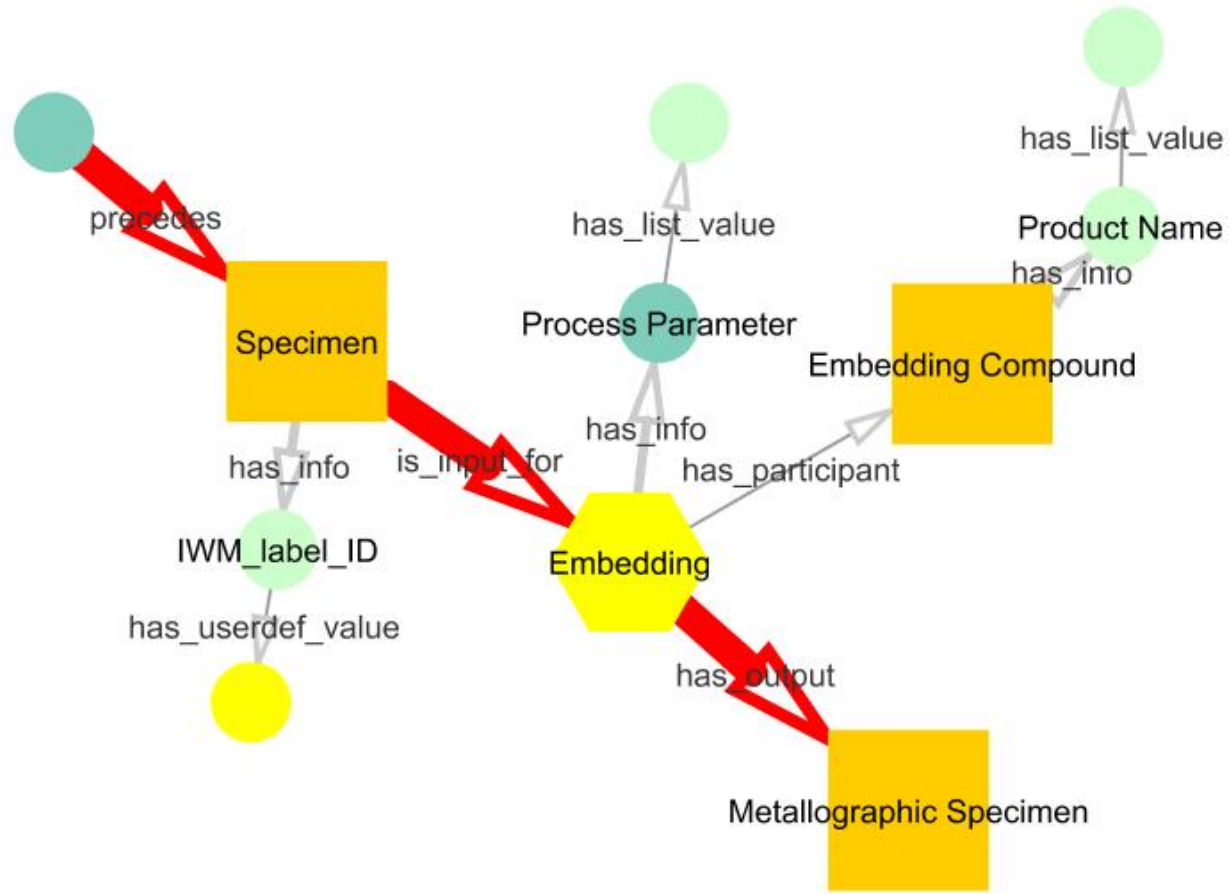 has_list_value
precedes
has_list_value
Product Name
has_info
Process Parameter
Specimen
Embedding Compound
has_info
has_info
is_input_for
has_participant
IWM_label_ID
Embedding
has_userdef_value
has_output
Metallographic Specimen